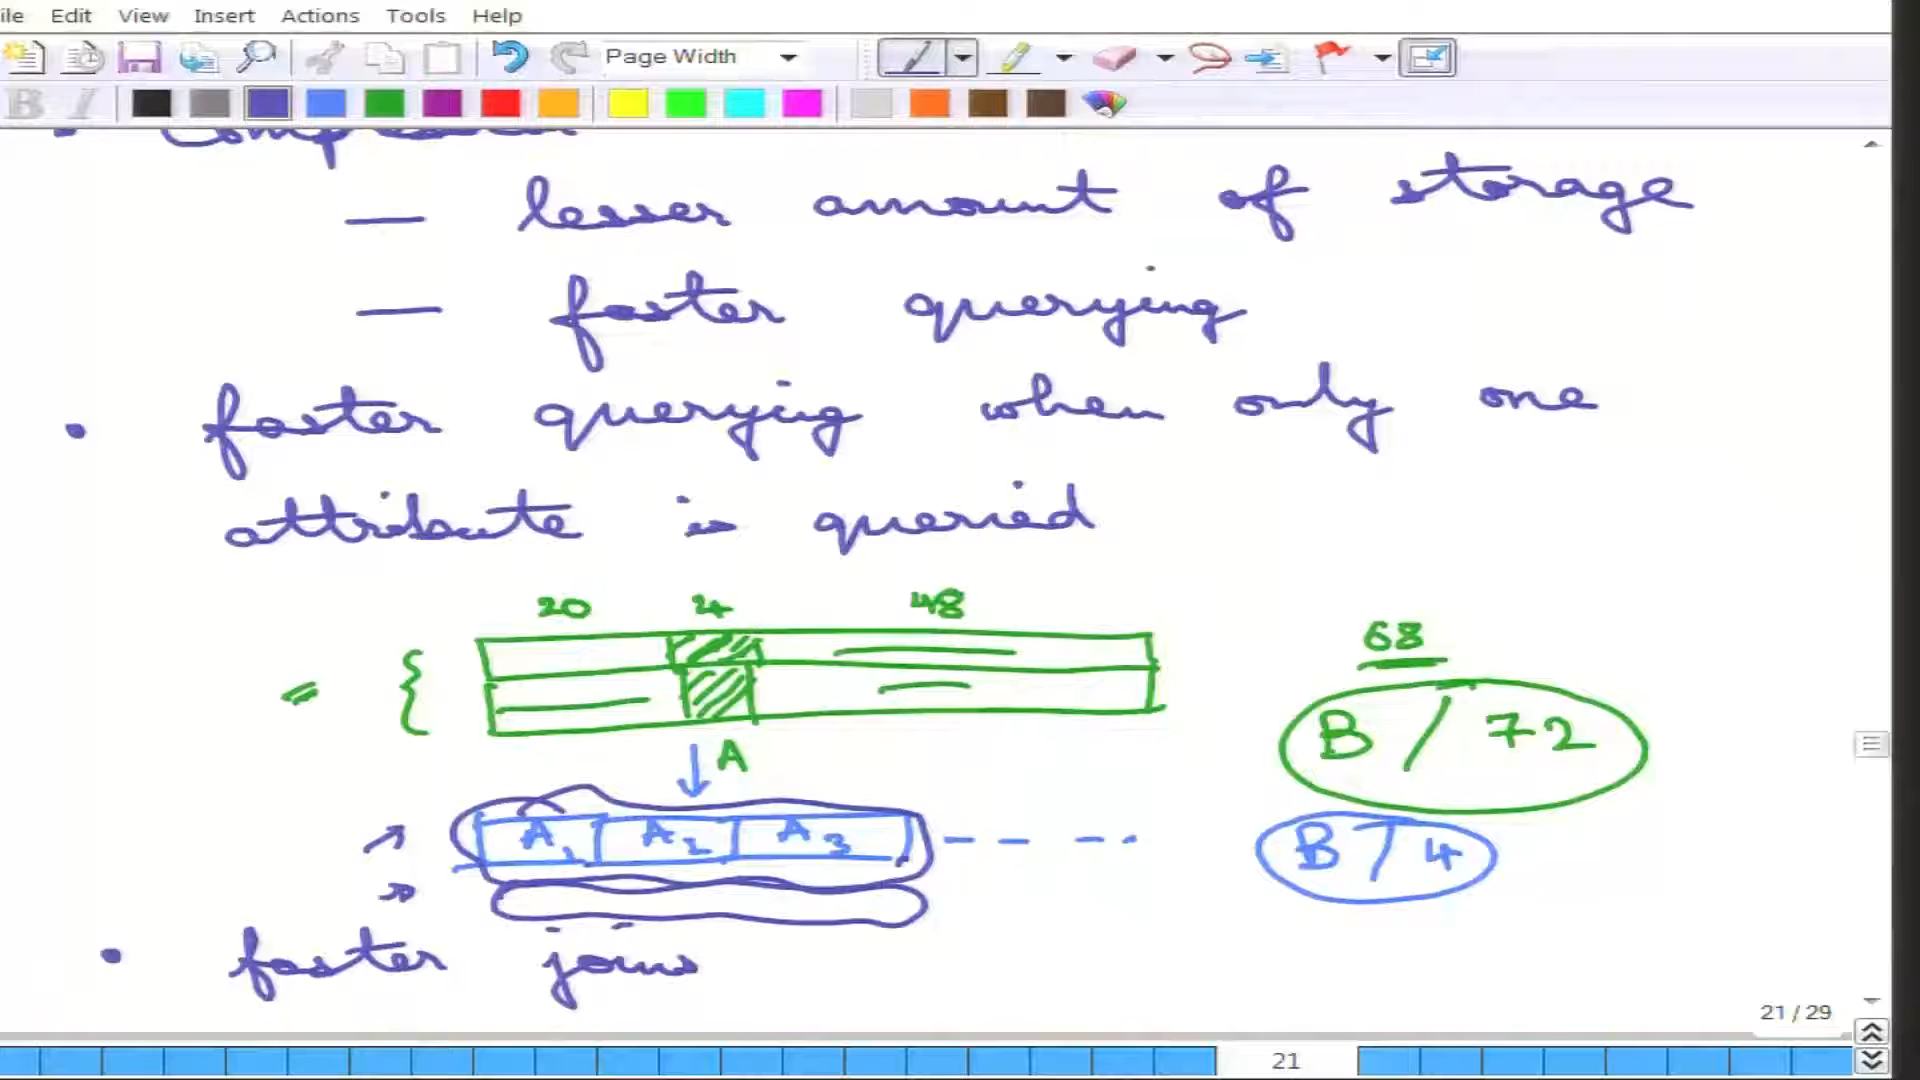 ile Edit View Insert Actions Tools Help
Page Width
B I
— lesser amount of storage
— faster querying
• faster querying when only one
attribute is queried
20 4 48
68
= {
B / 72
A
A1 A2 A3 - - - -
B / 4
• faster joins
21 / 29
21